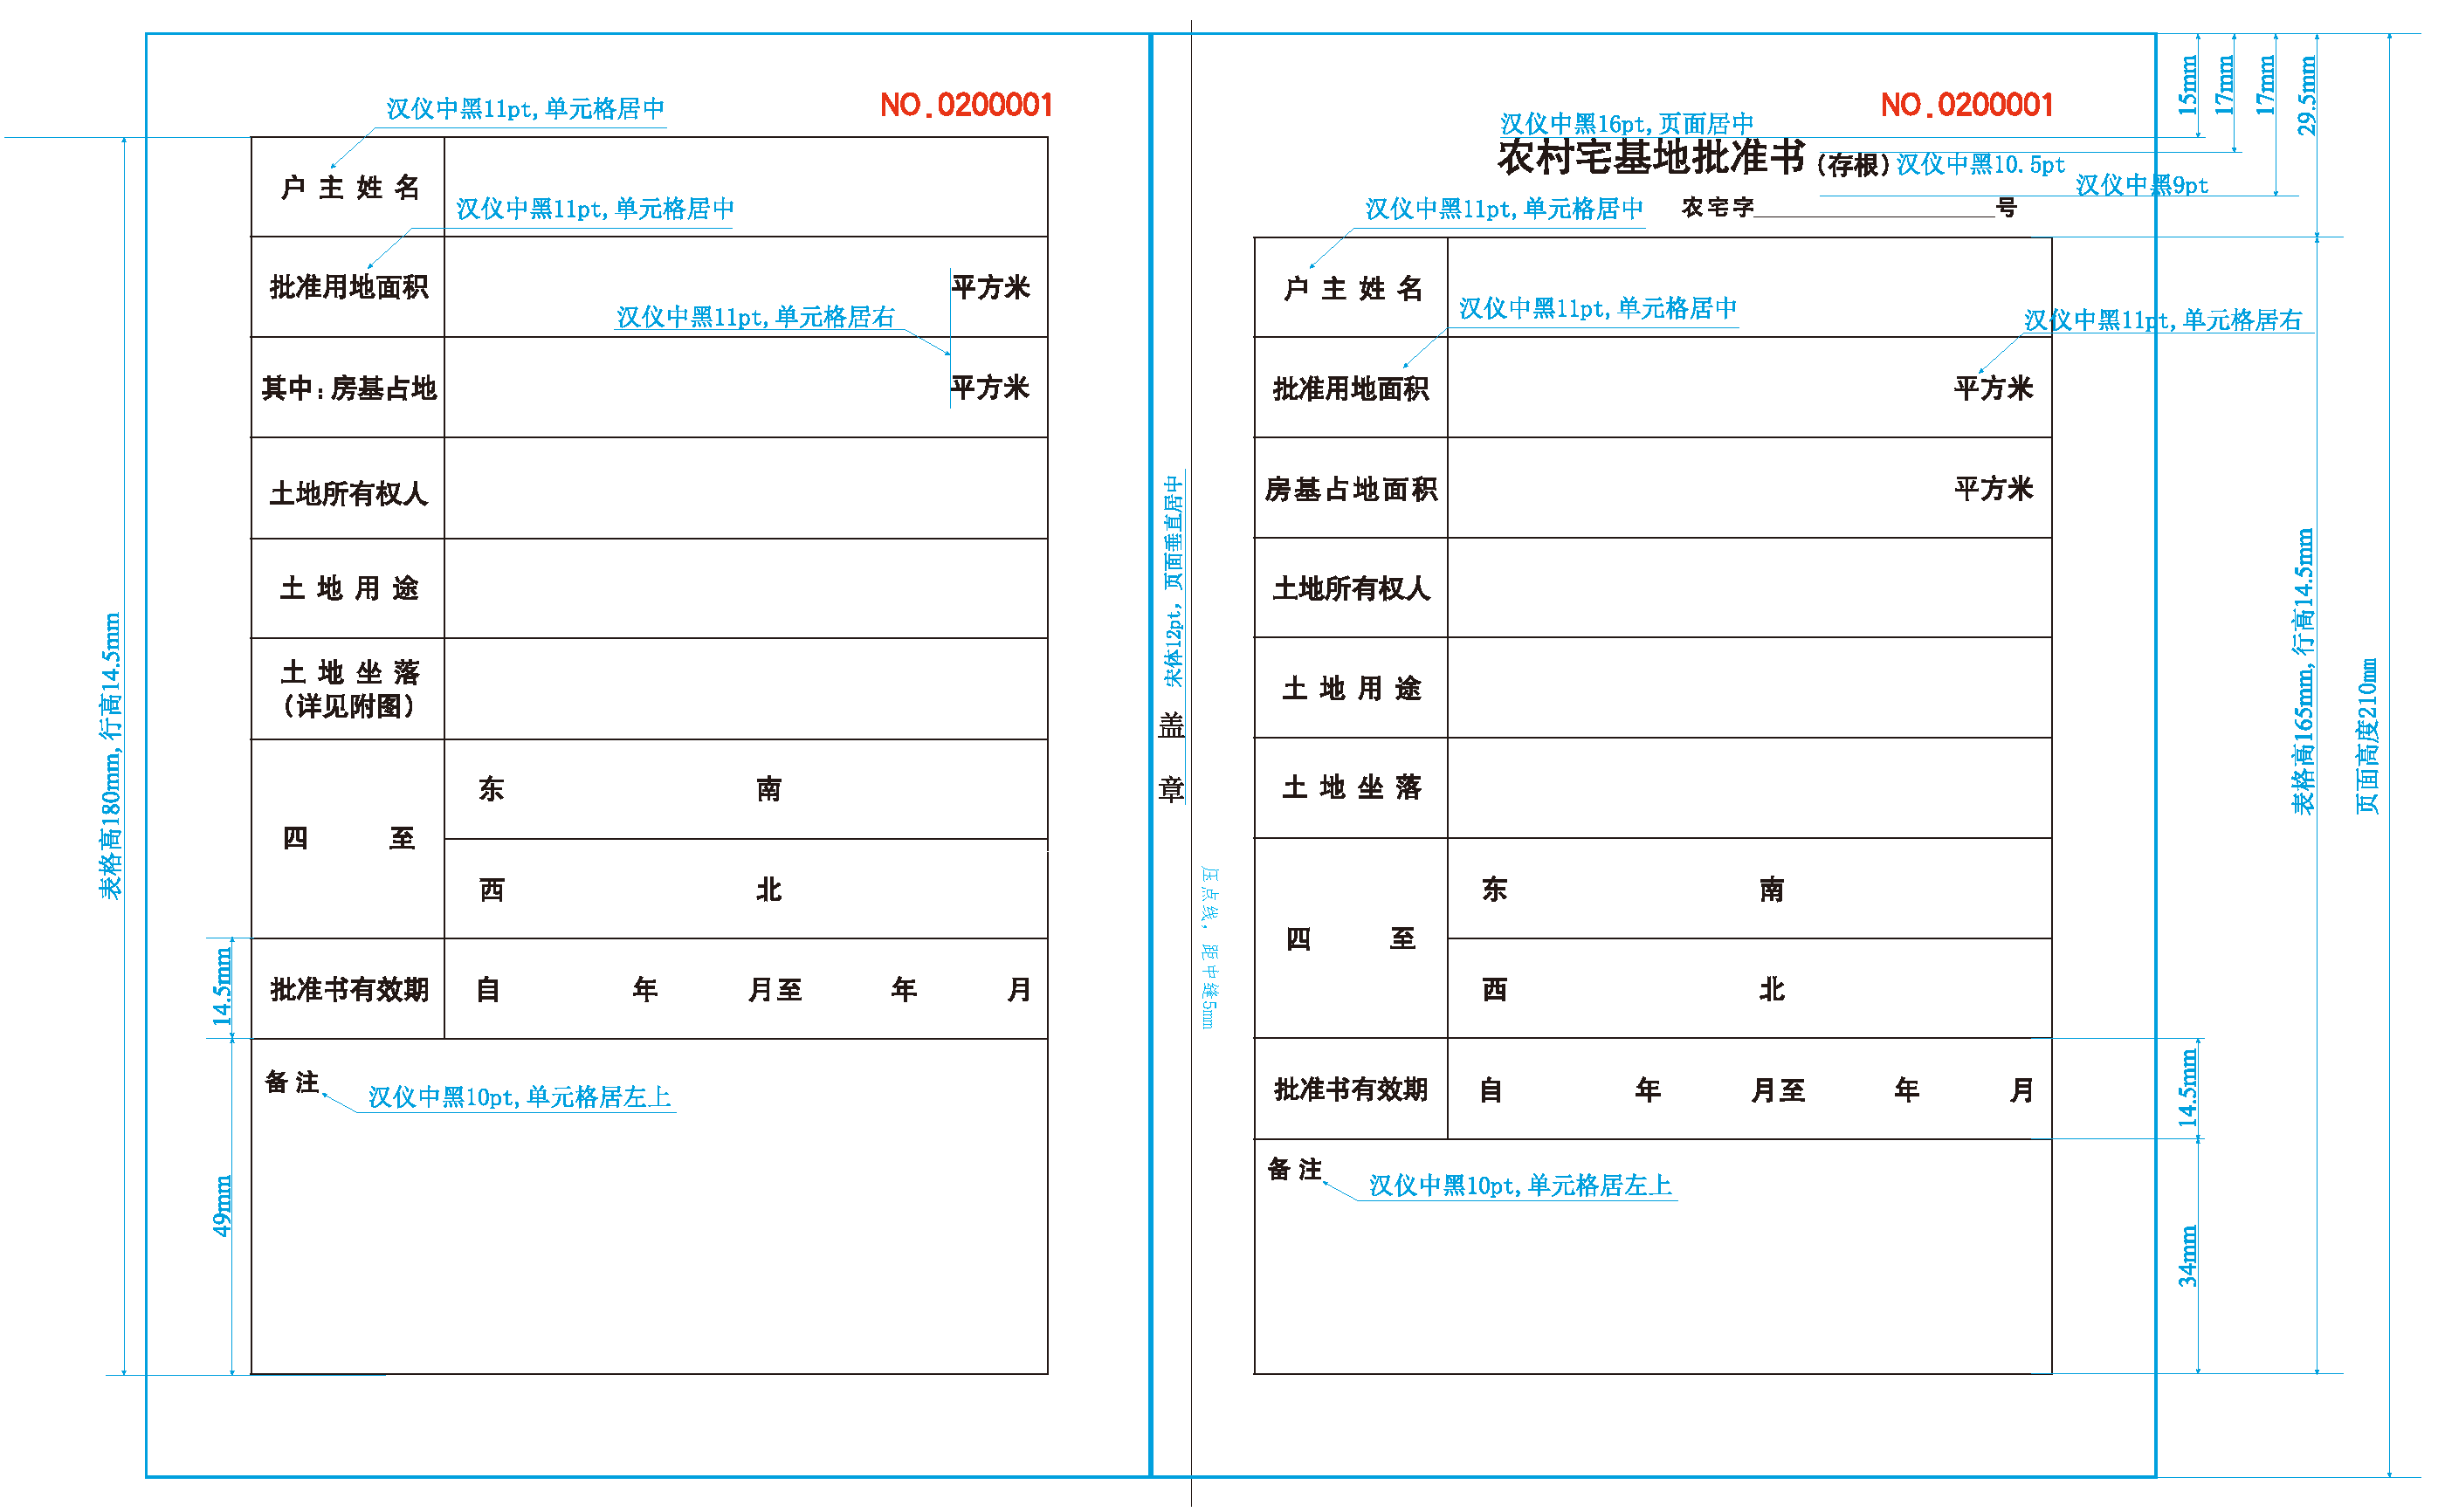 NO.0200001
汉仪中黑11pt,单元格居中
户主姓名
汉仪中黑11pt,单元格居中
批准用地面积
平方米
汉仪中黑11pt,单元格居右
其中:房基占地
平方米
土地所有权人
土地用途
土地坐落
(详见附图)
四至
东 南
西 北
批准书有效期
自 年 月至 年 月
备注
汉仪中黑10pt,单元格居左上
表格高180mm,行高14.5mm
14.5mm
49mm
宋体12pt,页面垂直居中
盖章
压点线,距中缝5mm
NO.0200001
汉仪中黑16pt,页面居中
农村宅基地批准书(存根)
汉仪中黑10.5pt
汉仪中黑9pt
汉仪中黑11pt,单元格居中
农宅字 号
户主姓名
汉仪中黑11pt,单元格居中
汉仪中黑11pt,单元格居右
批准用地面积
平方米
房基占地面积
平方米
土地所有权人
土地用途
土地坐落
四至
东 南
西 北
批准书有效期
自 年 月至 年 月
备注
汉仪中黑10pt,单元格居左上
15mm
17mm
17mm
29.5mm
表格高165mm,行高14.5mm
页面高度210mm
14.5mm
34mm